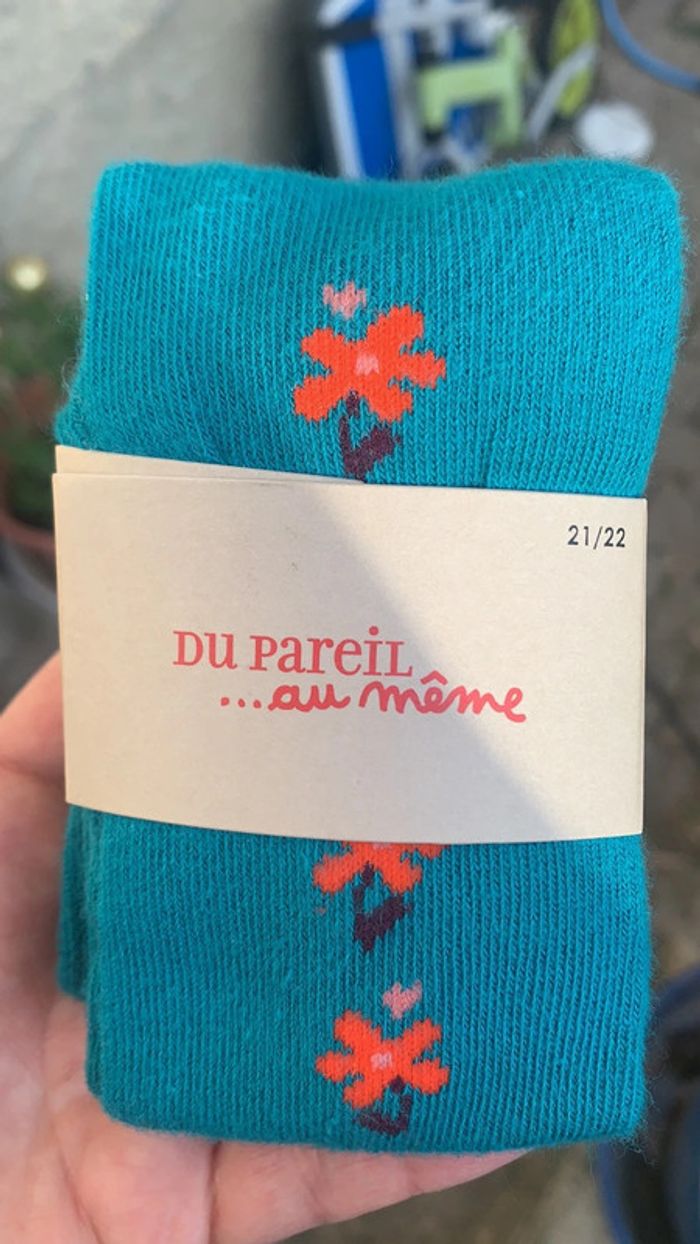 21/22
DU PAREIL
...au même